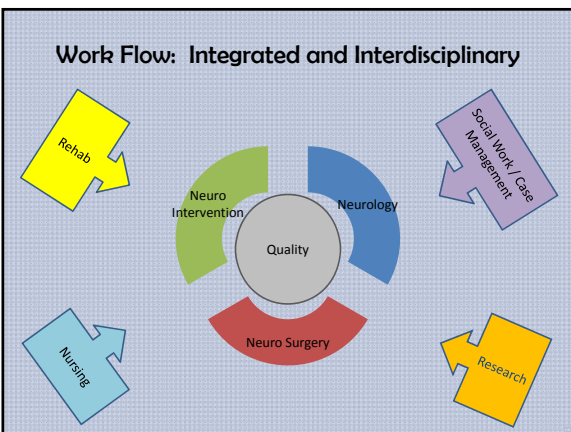 Work Flow: Integrated and Interdisciplinary
Rehab
Social Work / Case
Management
Neuro
Intervention
Neurology
Quality
Neuro Surgery
Nursing
Research